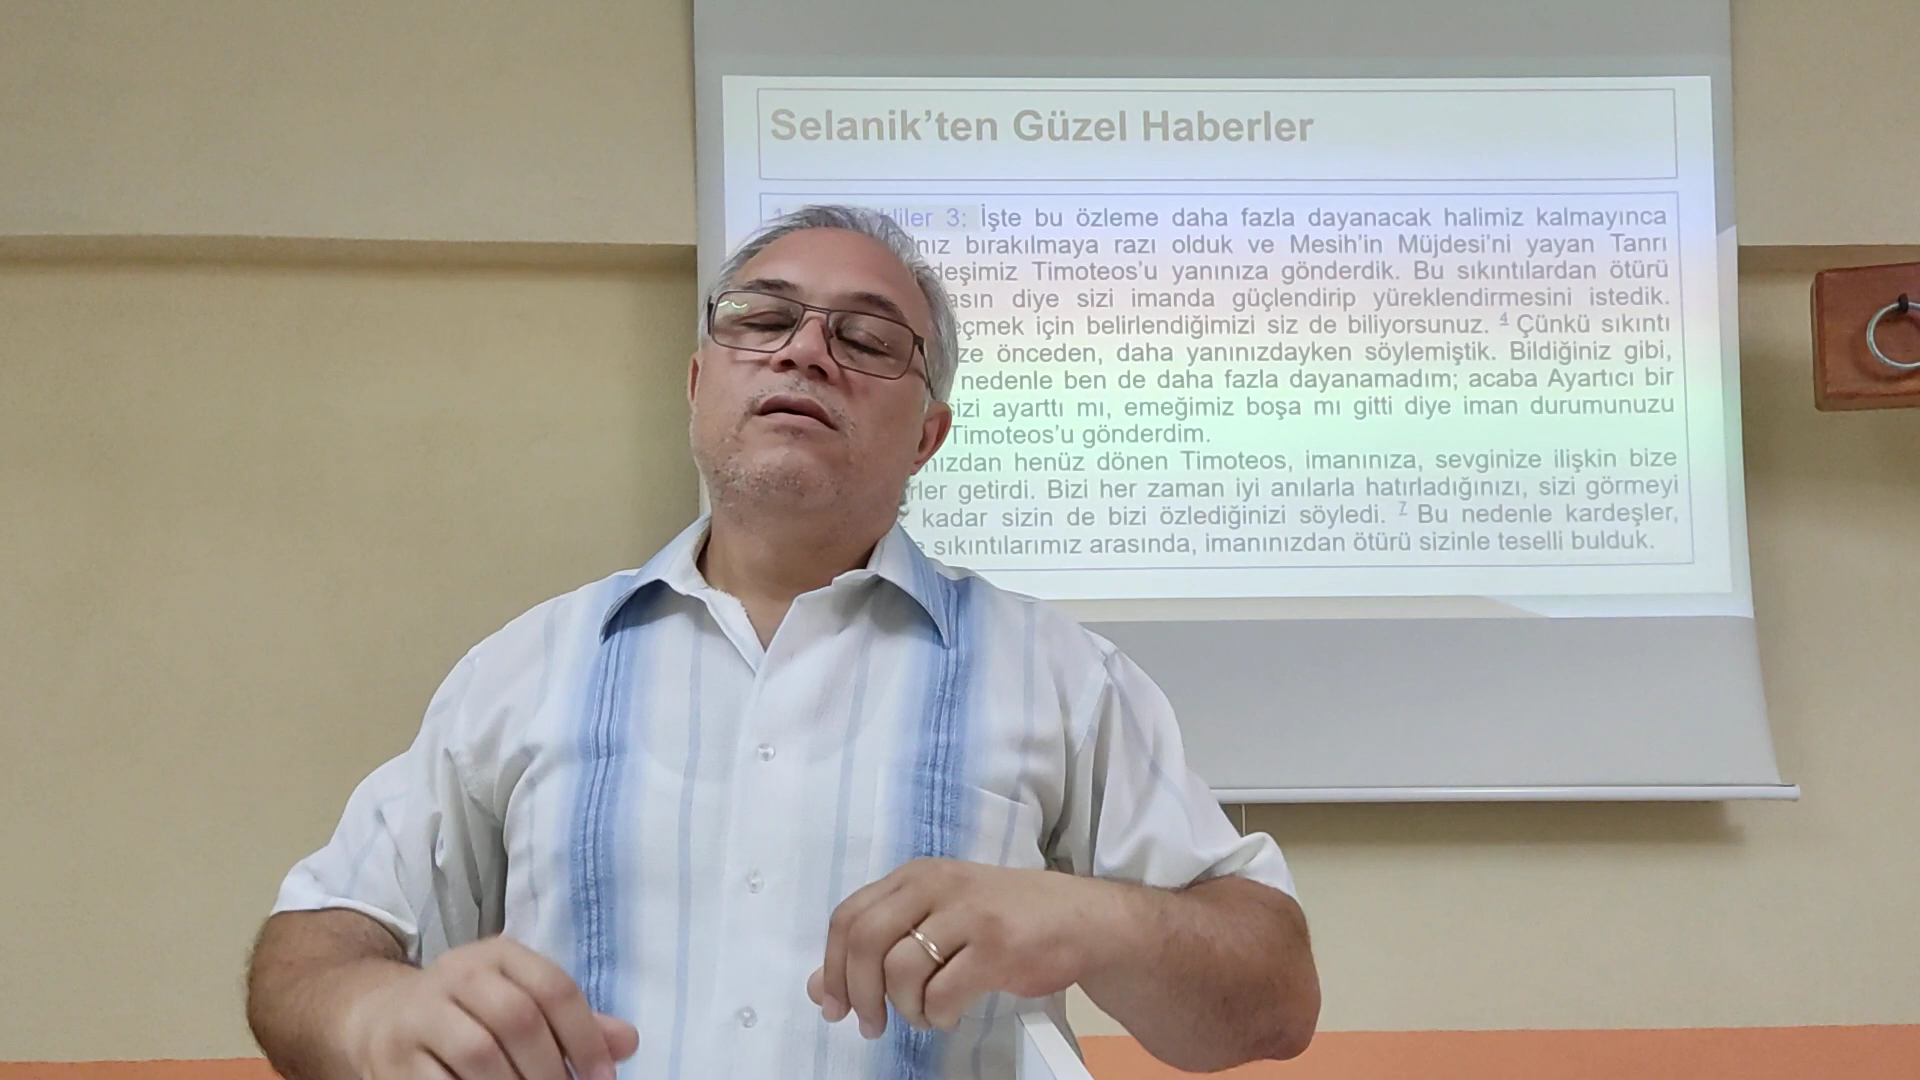 Selanik’ten Güzel Haberler
3: İşte bu özleme daha fazla dayanacak halimiz kalmayınca
bırakılmaya razı olduk ve Mesih'in Müjdesi'ni yayan Tanrı
Timoteos'u yanınıza gönderdik. Bu sıkıntılardan ötürü
diye sizi imanda güçlendirip yüreklendirmesini istedik.
için belirlendiğimizi siz de biliyorsunuz. 4 Çünkü sıkıntı
önceden, daha yanınızdayken söylemiştik. Bildiğiniz gibi,
nedenle ben de daha fazla dayanamadım; acaba Ayartıcı bir
ayarttı mı, emeğimiz boşa mı gitti diye iman durumunuzu
Timoteos’u gönderdim.
henüz dönen Timoteos, imanınıza, sevginize ilişkin bize
getirdi. Bizi her zaman iyi anılarla hatırladığınızı, sizi görmeyi
kadar sizin de bizi özlediğinizi söyledi. 7 Bu nedenle kardeşler,
sıkıntılarımız arasında, imanınızdan ötürü sizinle teselli bulduk.